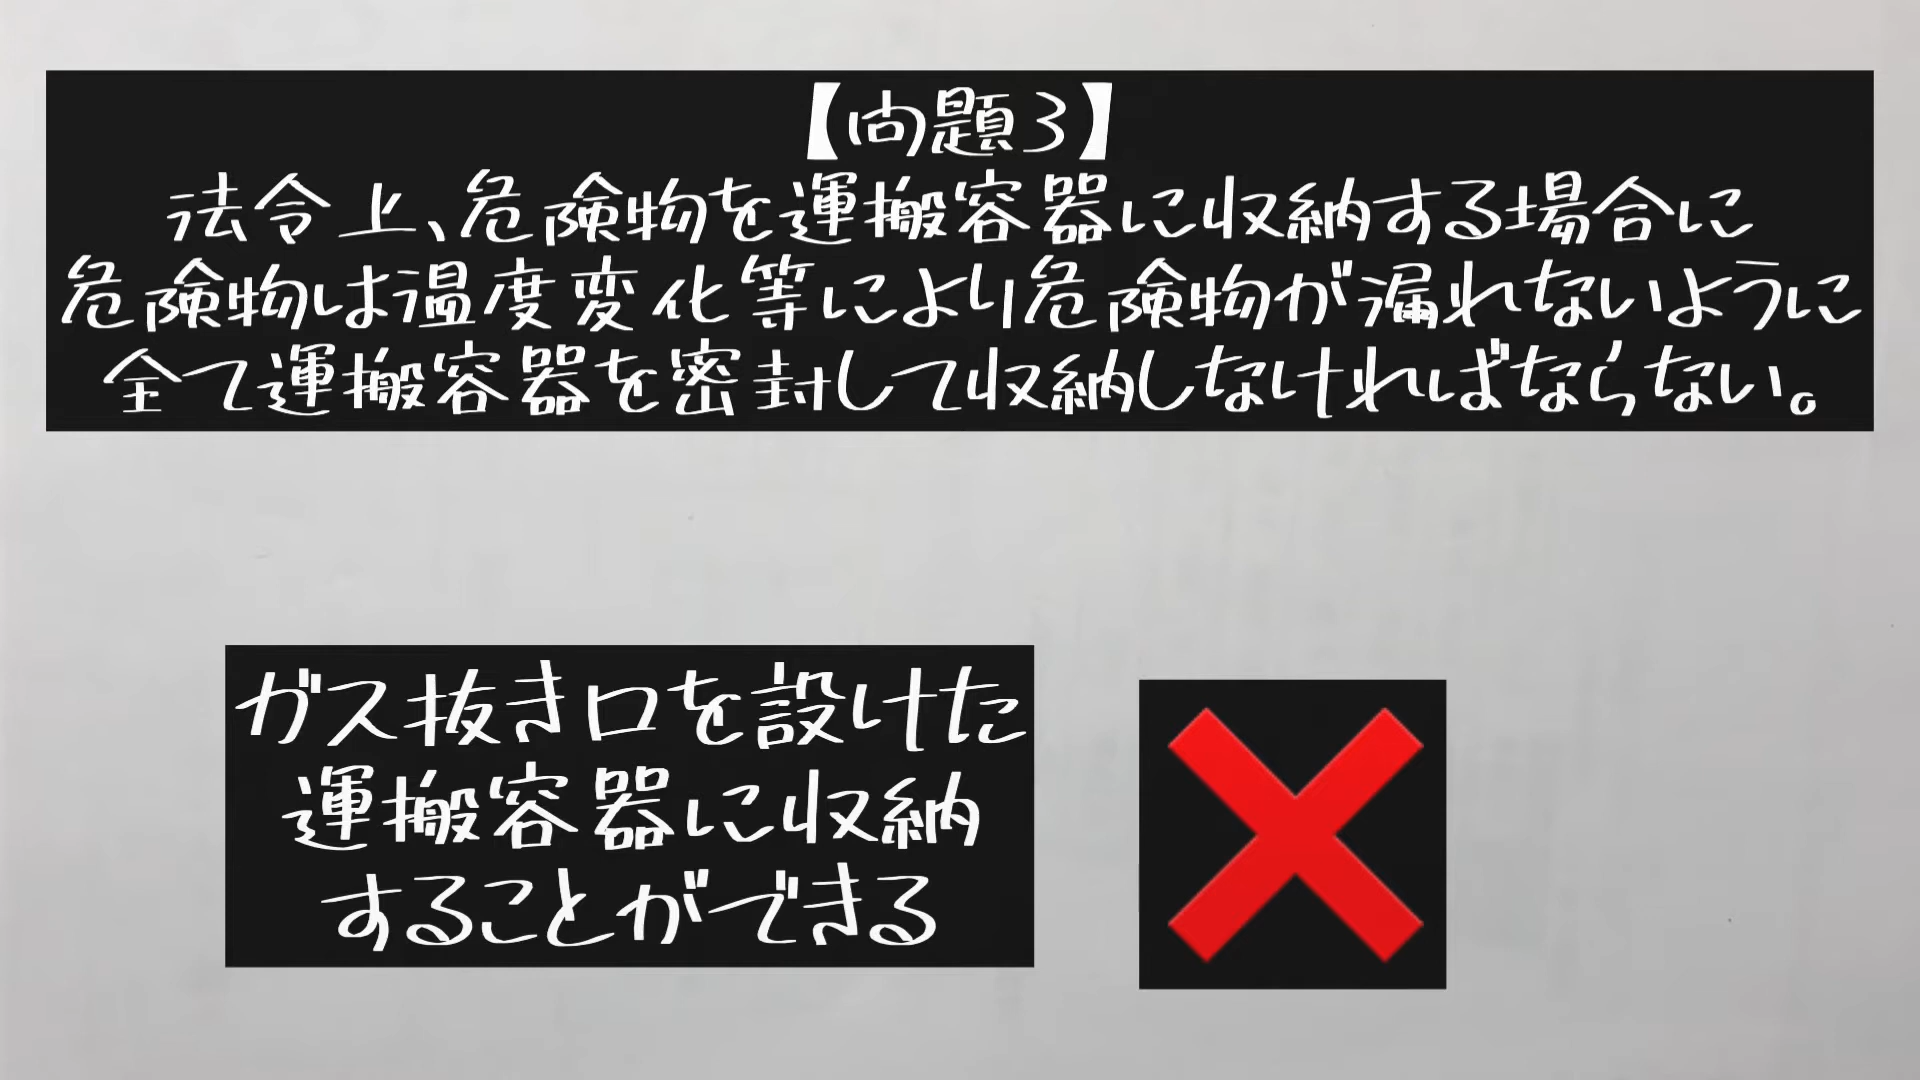 【問題3】
法令上、危険物を運搬容器に収納する場合に
危険物は温度変化等により危険物が漏れないように
全て運搬容器を密封して収納しなければならない。
ガス抜き口を設けた
運搬容器に収納
することができる